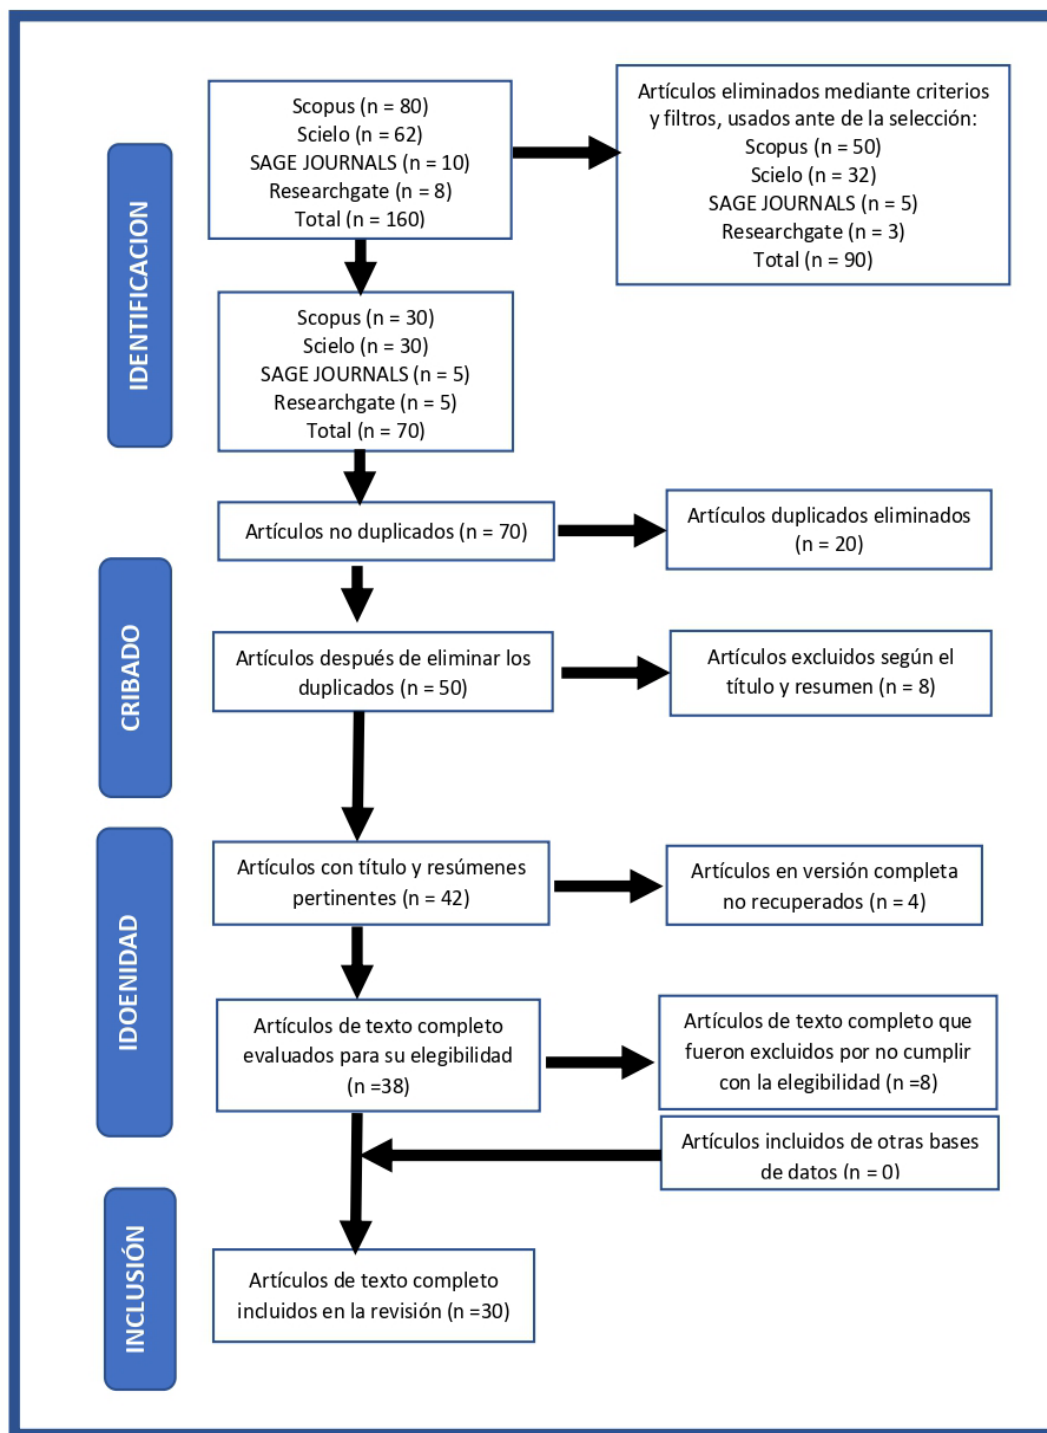 IDENTIFICACION
Scopus (n = 80)
Scielo (n = 62)
SAGE JOURNALS (n = 10)
Researchgate (n = 8)
Total (n = 160)
Artículos eliminados mediante criterios
y filtros, usados ante de la selección:
Scopus (n = 50)
Scielo (n = 32)
SAGE JOURNALS (n = 5)
Researchgate (n = 3)
Total (n = 90)
Scopus (n = 30)
Scielo (n = 30)
SAGE JOURNALS (n = 5)
Researchgate (n = 5)
Total (n = 70)
Artículos no duplicados (n = 70)
Artículos duplicados eliminados
(n = 20)
CRIBADO
Artículos después de eliminar los
duplicados (n = 50)
Artículos excluidos según el
título y resumen (n = 8)
IDOENIDAD
Artículos con título y resúmenes
pertinentes (n = 42)
Artículos en versión completa
no recuperados (n = 4)
Artículos de texto completo
evaluados para su elegibilidad
(n =38)
Artículos de texto completo que
fueron excluidos por no cumplir
con la elegibilidad (n =8)
Artículos incluidos de otras bases
de datos (n = 0)
INCLUSIÓN
Artículos de texto completo
incluidos en la revisión (n =30)